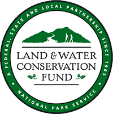 A FEDERAL, STATE AND LOCAL PARTNERSHIP SINCE 1965
LAND & WATER
CONSERVATION
FUND
NATIONAL PARK SERVICE